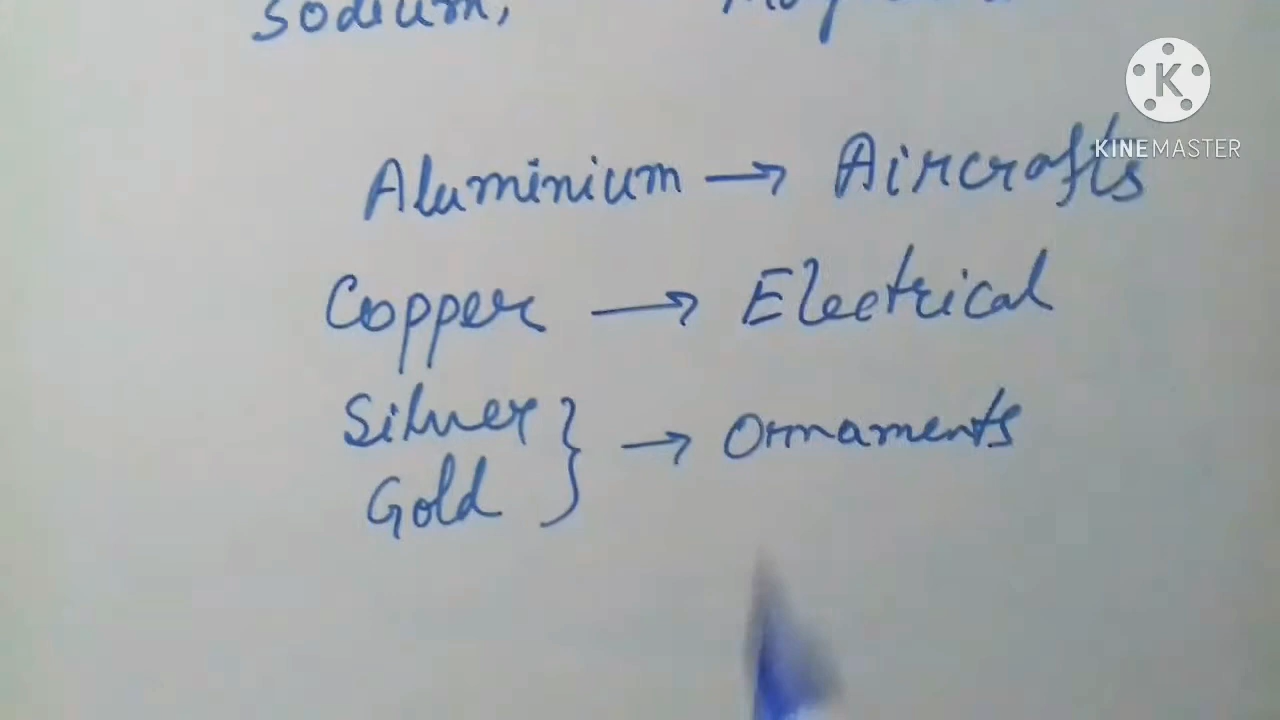 Sodium,
KINEMASTER
Aluminium → Aircrafts
Copper → Electrical
Silver
Gold } → Ornaments